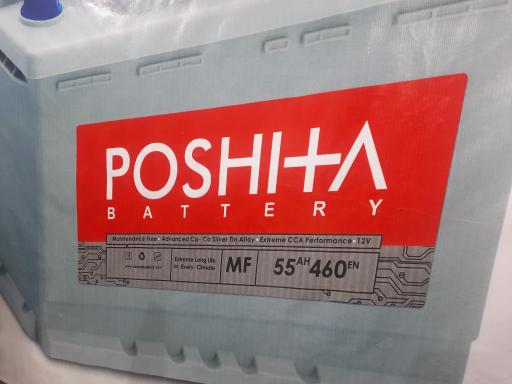 POSHITA
BATTERY
Maintenance Free • Advanced Ca- Ca Silver Tin Alloy • Extreme CCA Performance • 12V
Extreme Long Life
In Every Climate
MF
55AH 460EN